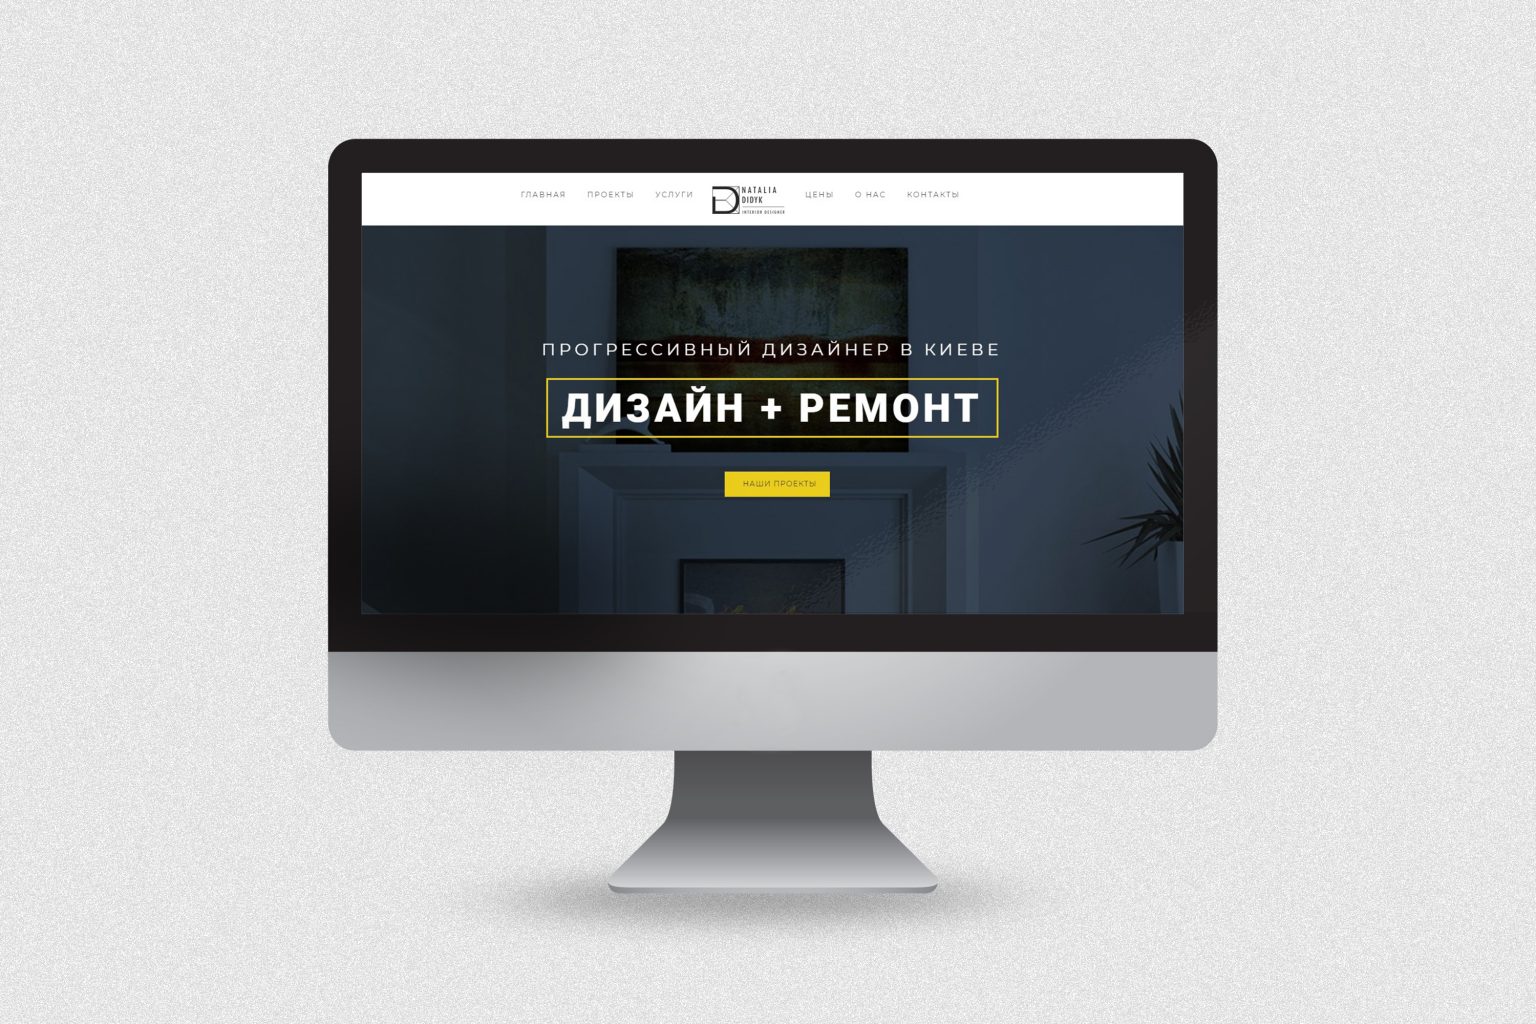 ГЛАВНАЯ ПРОЕКТЫ УСЛУГИ
NATALIA
DIDYK
INTERIOR DESIGNER
ЦЕНЫ О НАС КОНТАКТЫ
ПРОГРЕССИВНЫЙ ДИЗАЙНЕР В КИЕВЕ
ДИЗАЙН + РЕМОНТ
НАШИ ПРОЕКТЫ